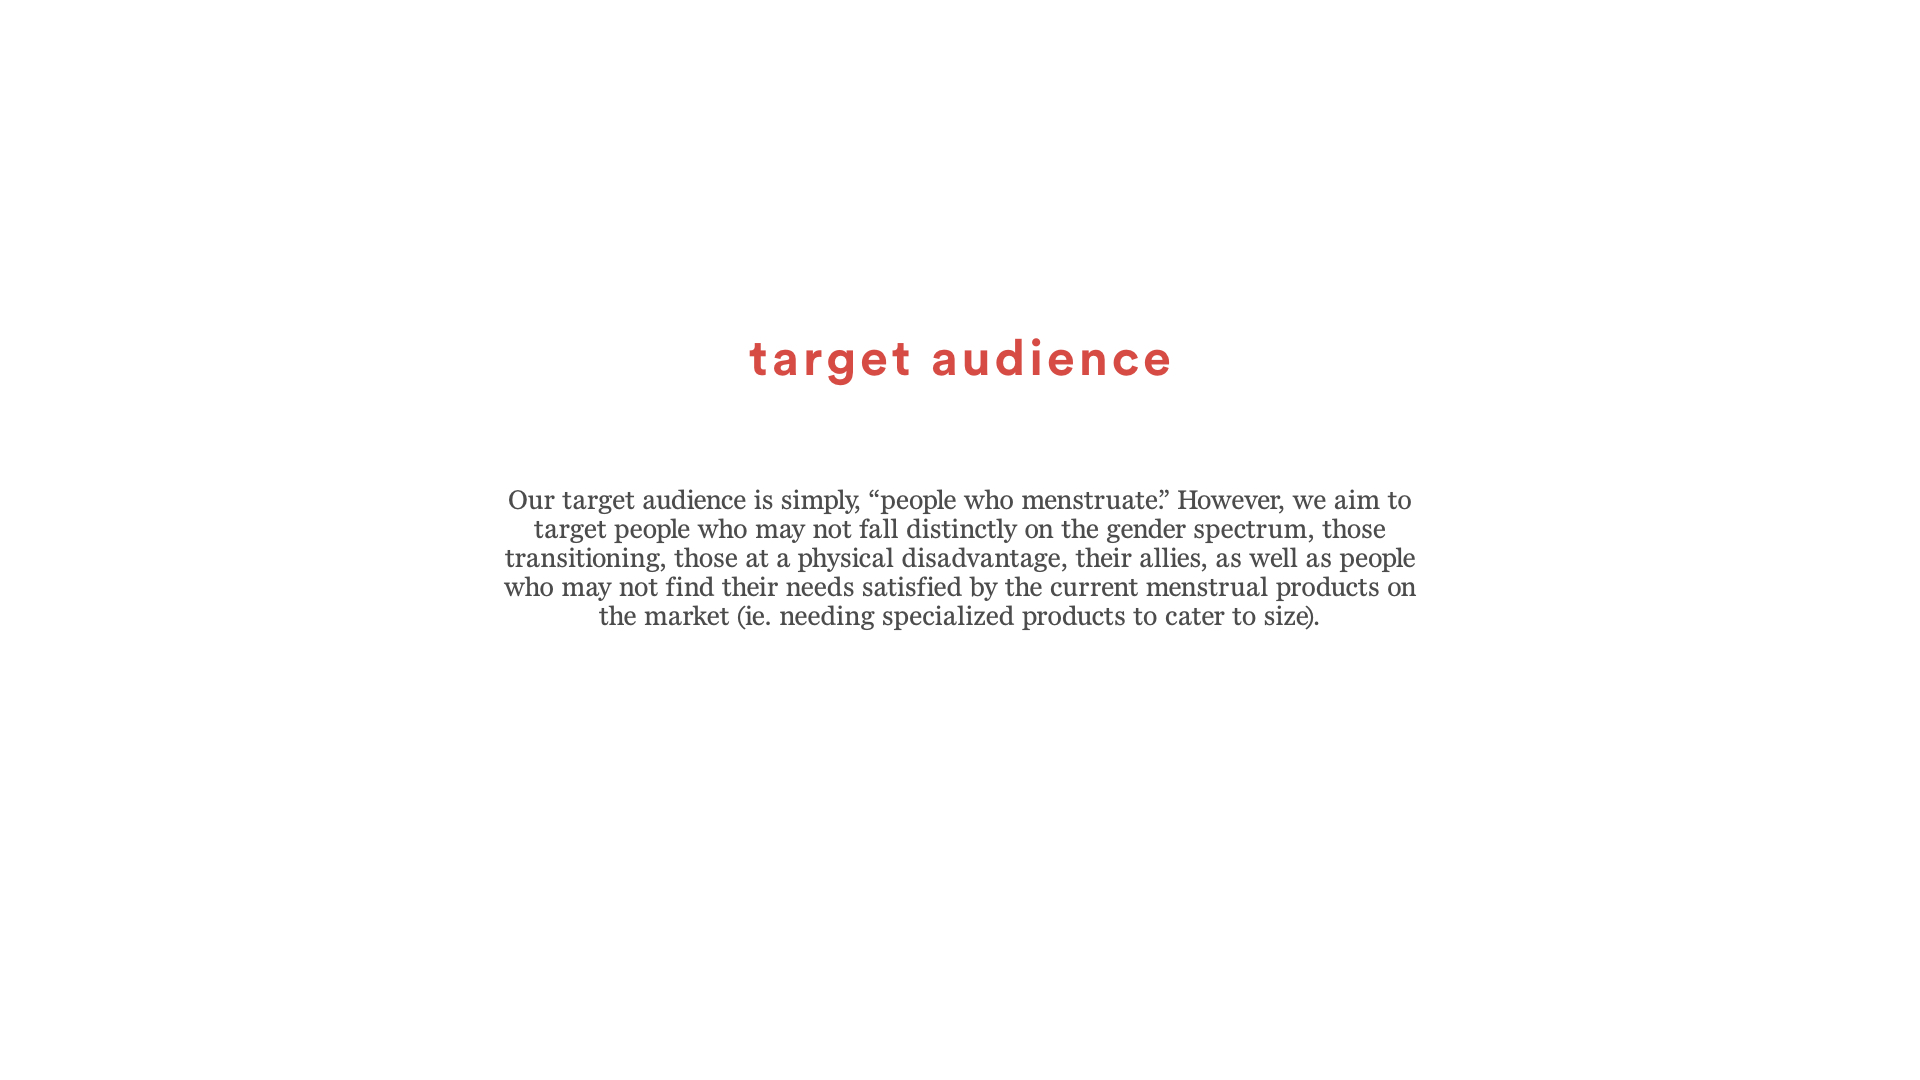 target audience
Our target audience is simply, “people who menstruate.” However, we aim to
target people who may not fall distinctly on the gender spectrum, those
transitioning, those at a physical disadvantage, their allies, as well as people
who may not find their needs satisfied by the current menstrual products on
the market (ie. needing specialized products to cater to size).